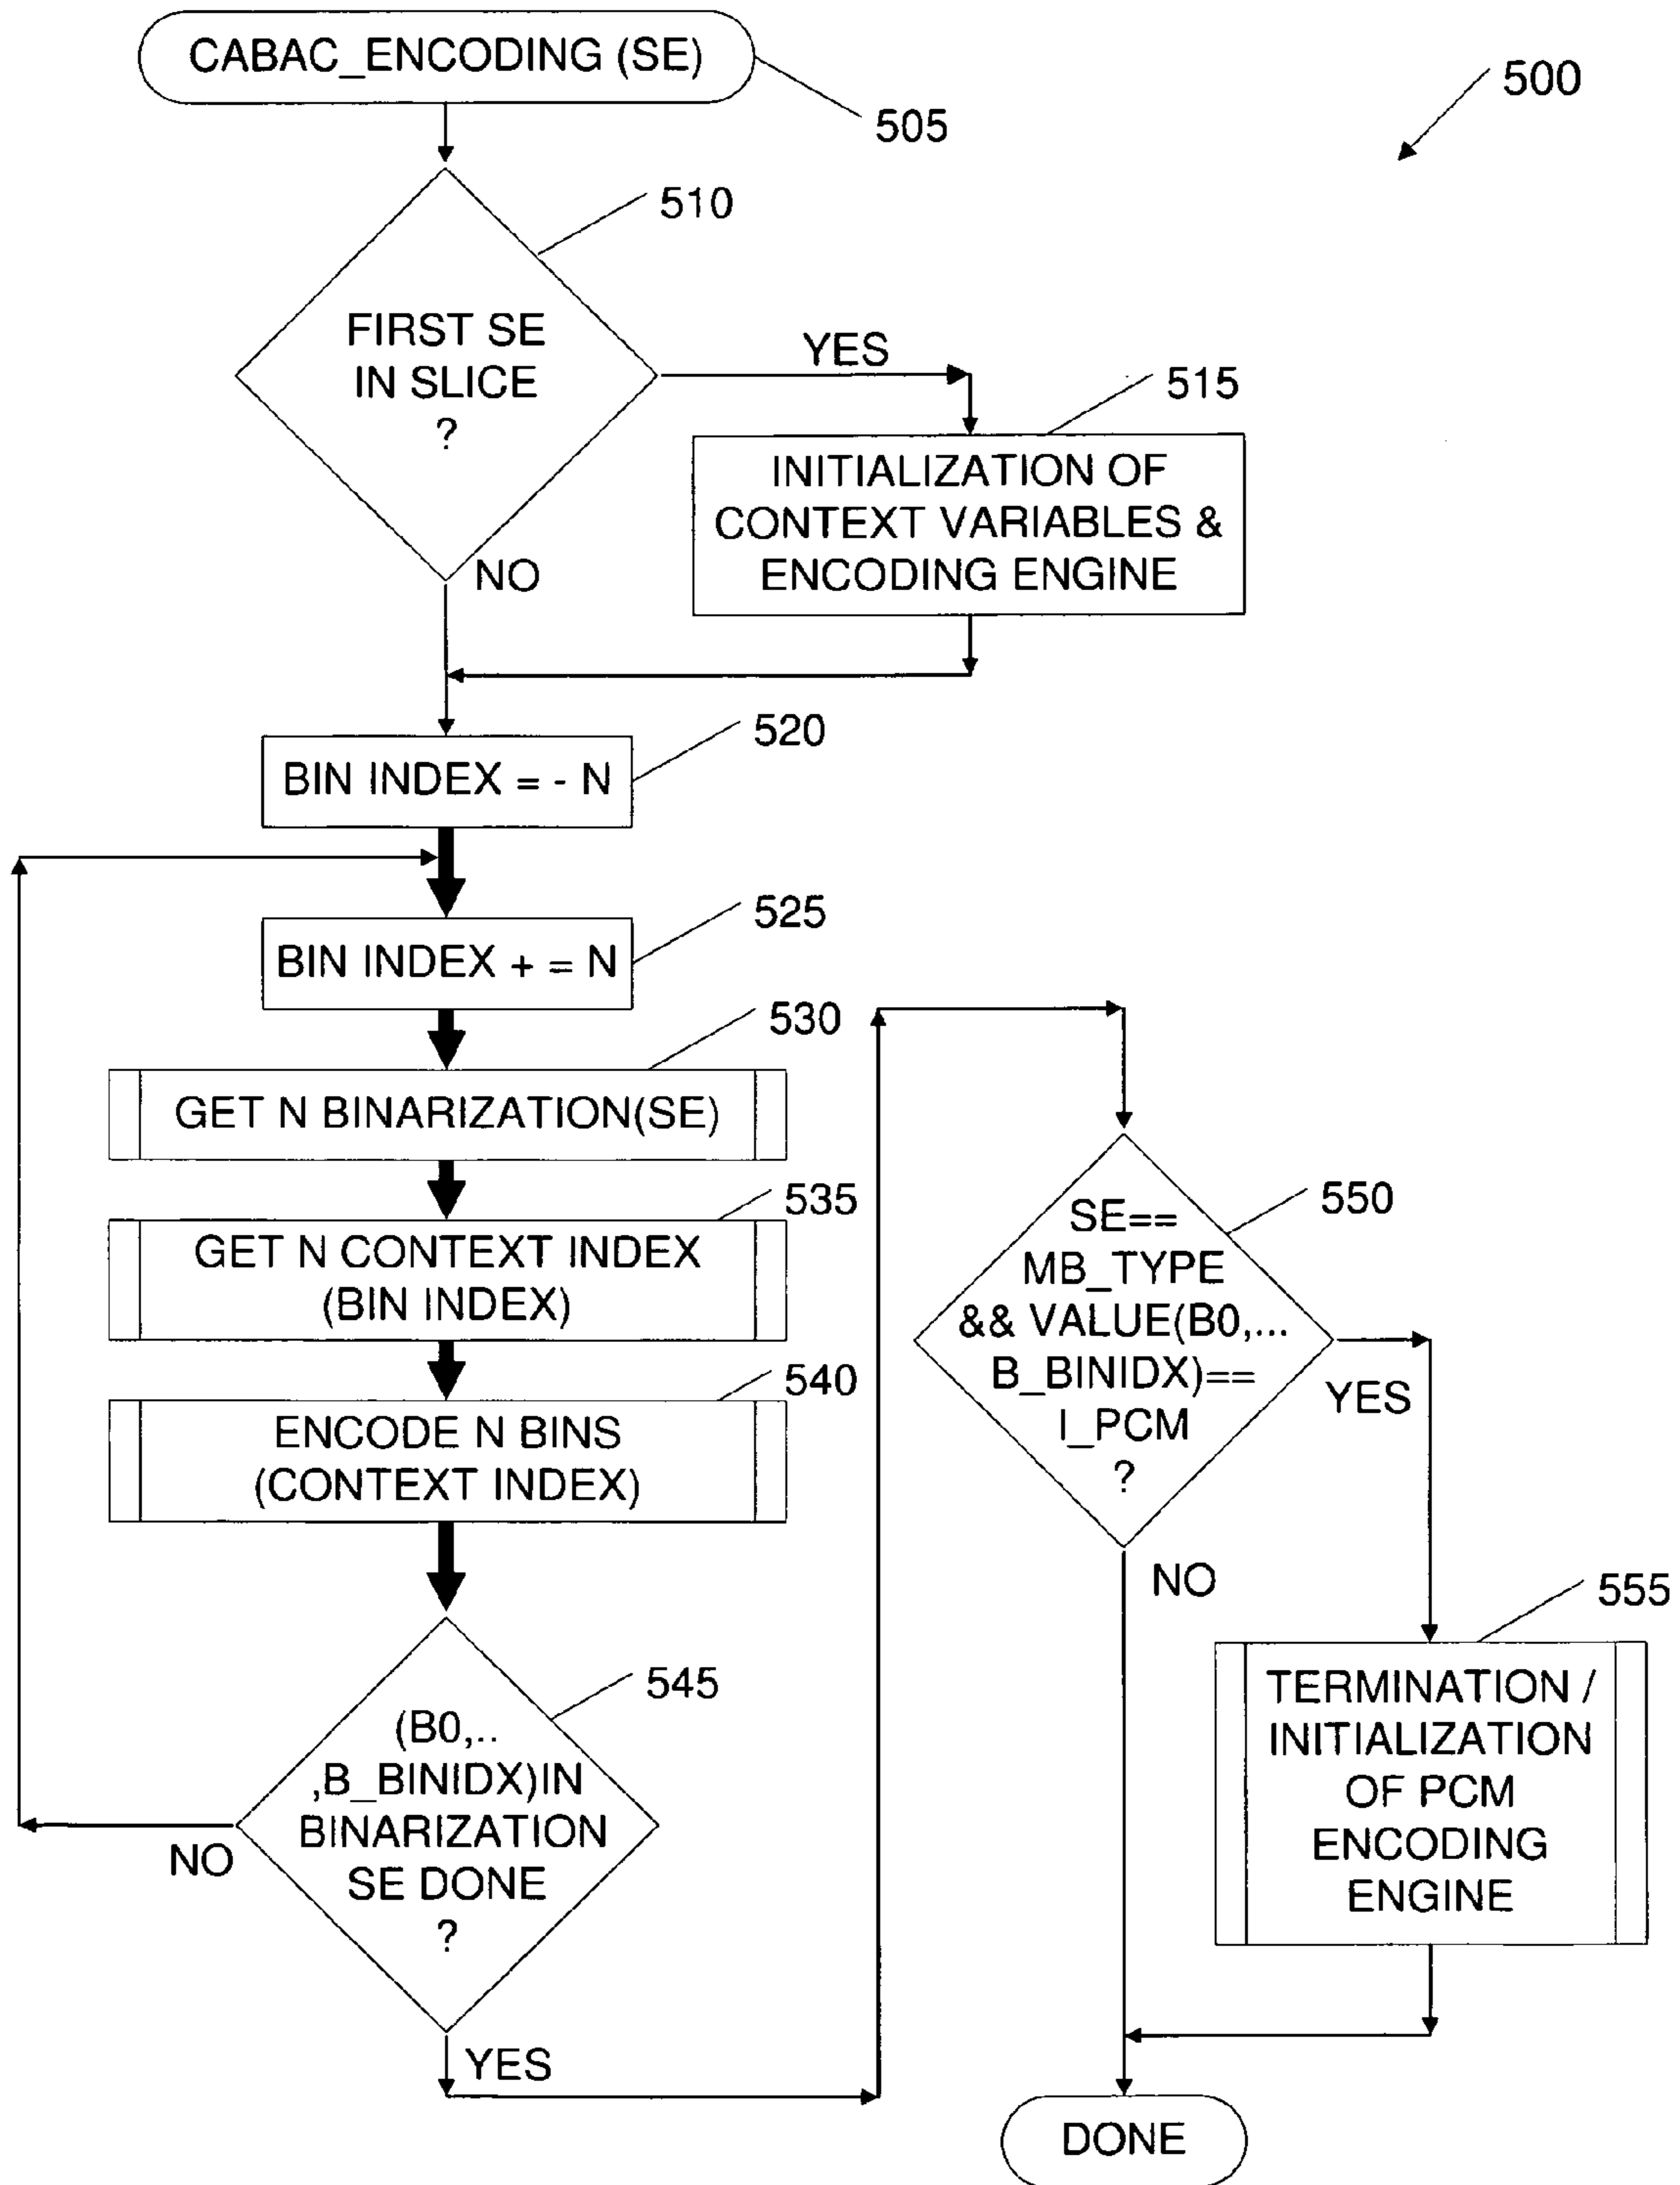 CABAC_ENCODING (SE)
505
500
510
FIRST SE
IN SLICE
?
YES
NO
515
INITIALIZATION OF
CONTEXT VARIABLES &
ENCODING ENGINE
520
BIN INDEX = - N
525
BIN INDEX + = N
530
GET N BINARIZATION(SE)
535
GET N CONTEXT INDEX
(BIN INDEX)
540
ENCODE N BINS
(CONTEXT INDEX)
545
(B0,..
,B_BINIDX)IN
BINARIZATION
SE DONE
?
NO
YES
550
SE==
MB_TYPE
&& VALUE(B0,...
B_BINIDX)==
I_PCM
?
YES
NO
555
TERMINATION /
INITIALIZATION
OF PCM
ENCODING
ENGINE
DONE